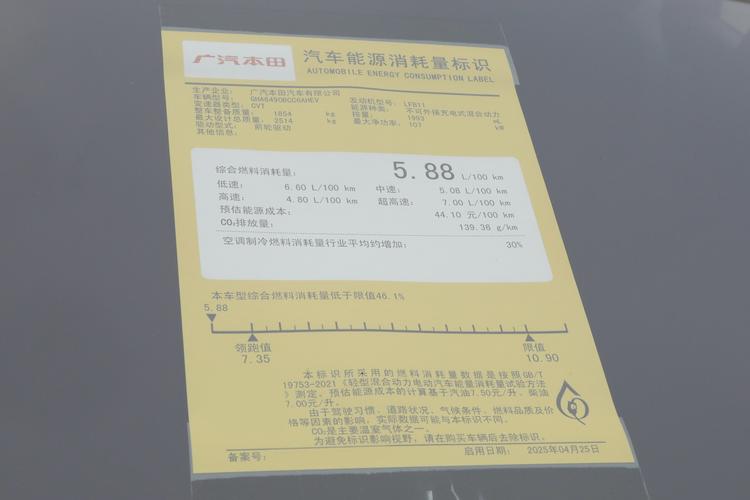 广汽本田 汽车能源消耗量标识
AUTOMOBILE ENERGY CONSUMPTION LABEL
生产企业: 广汽本田汽车有限公司
车辆型号: GHA6490BCC6AHEV 发动机型号: LFB11
变速器类型: CVT 能源种类: 不可外接充电式混合动力
整车整备质量: 1854 kg 排量: 1993 mL
最大设计总质量: 2514 kg 最大净功率: 107 kW
驱动型式: 前轮驱动
其他信息:
综合燃料消耗量: 5.88 L/100 km
低速: 6.60 L/100 km 中速: 5.08 L/100 km
高速: 4.80 L/100 km 超高速: 7.00 L/100 km
预估能源成本: 44.10 元/100 km
CO₂排放量: 139.36 g/km
空调制冷燃料消耗量行业平均约增加: 30%
本车型综合燃料消耗量低于限值46.1%
5.88
领跑值 限值
7.35 10.90
本标识所采用的燃料消耗量数据是按照GB/T
19753-2021《轻型混合动力电动汽车能量消耗量试验方法
》测定。预估能源成本的计算基于汽油7.50元/升、柴油
7.00元/升。
由于驾驶习惯、道路状况、气候条件、燃料品质及价
格等因素的影响，实际数据可能与本标识不同。
CO₂是主要温室气体之一。
为避免标识影响视野，请在购买车辆后去除标识。
备案号: 启用日期: 2025年04月25日